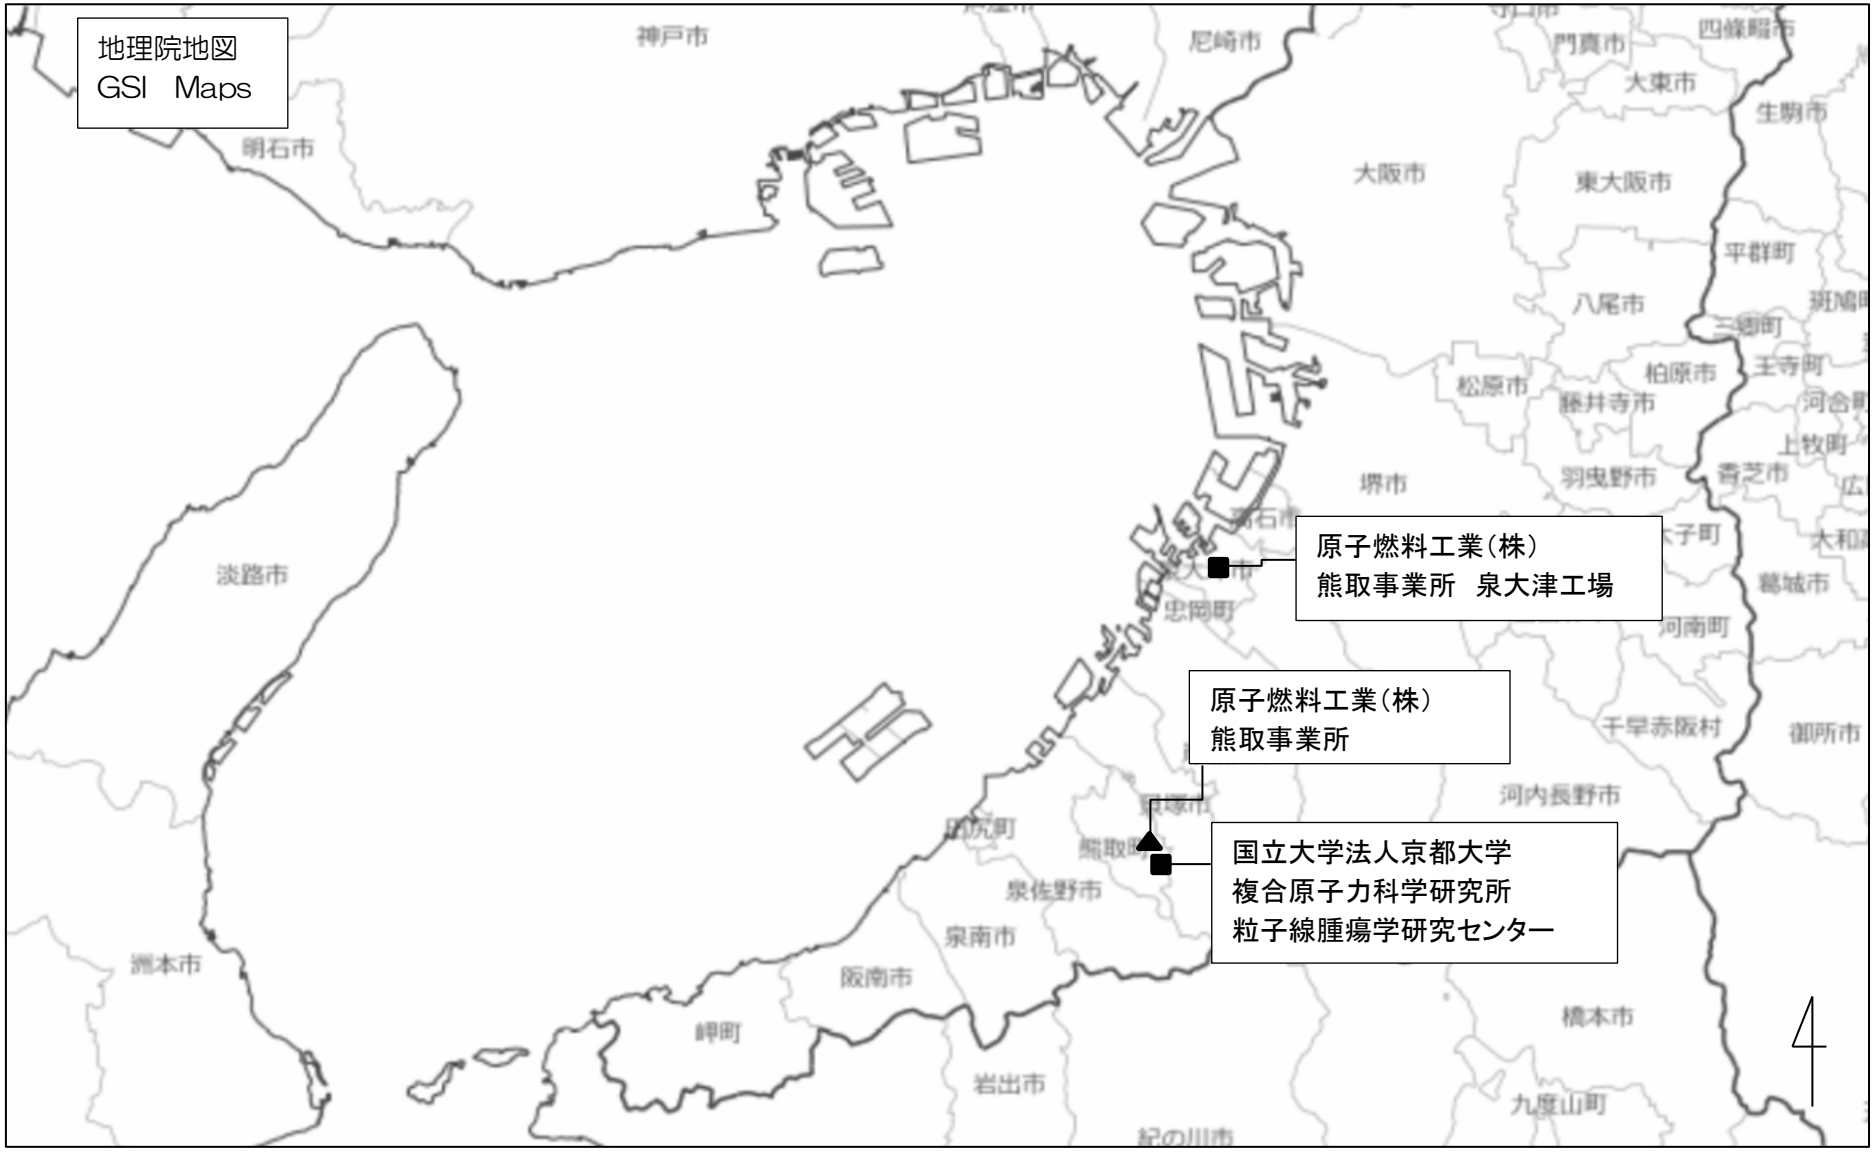 地理院地図
GSI Maps
神戸市
尼崎市
門真市
四條畷市
大東市
生駒市
明石市
大阪市
東大阪市
平群町
八尾市
三郷町
柏原市
王寺町
松原市
藤井寺市
上牧町
羽曳野市
香芝市
堺市
高石市
原子燃料工業(株)
熊取事業所 泉大津工場
淡路市
葛城市
忠岡町
河南町
原子燃料工業(株)
熊取事業所
千早赤阪村
御所市
河内長野市
貝塚市
田尻町
熊取町
国立大学法人京都大学
複合原子力科学研究所
粒子線腫瘍学研究センター
泉佐野市
泉南市
洲本市
阪南市
岬町
橋本市
岩出市
九度山町
紀の川市